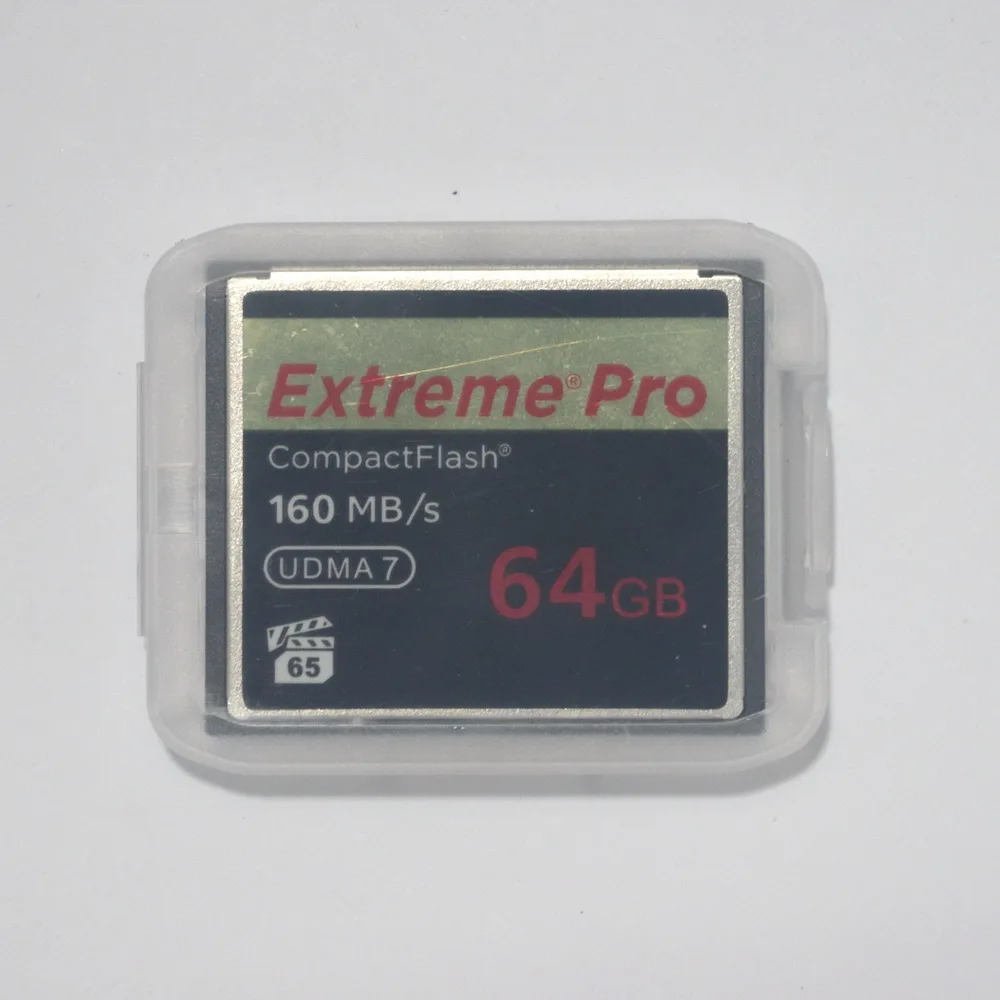 Extreme® Pro
CompactFlash®
160 MB/s
UDMA 7
64GB
65